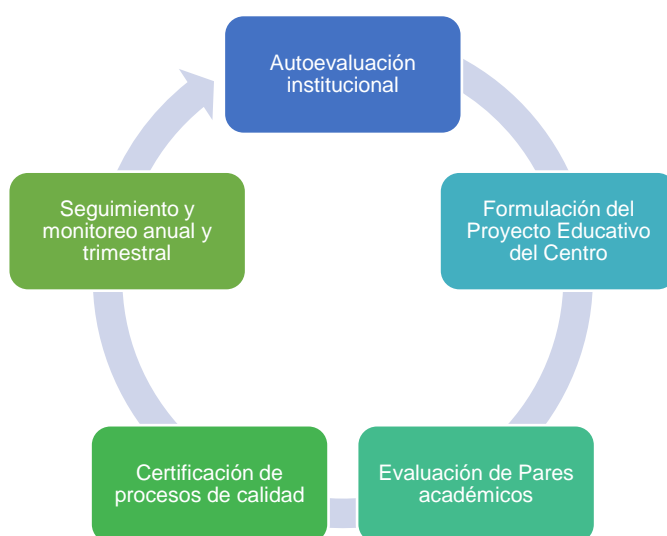 Autoevaluación
institucional
Formulación del
Proyecto Educativo
del Centro
Evaluación de Pares
académicos
Certificación de
procesos de calidad
Seguimiento y
monitoreo anual y
trimestral